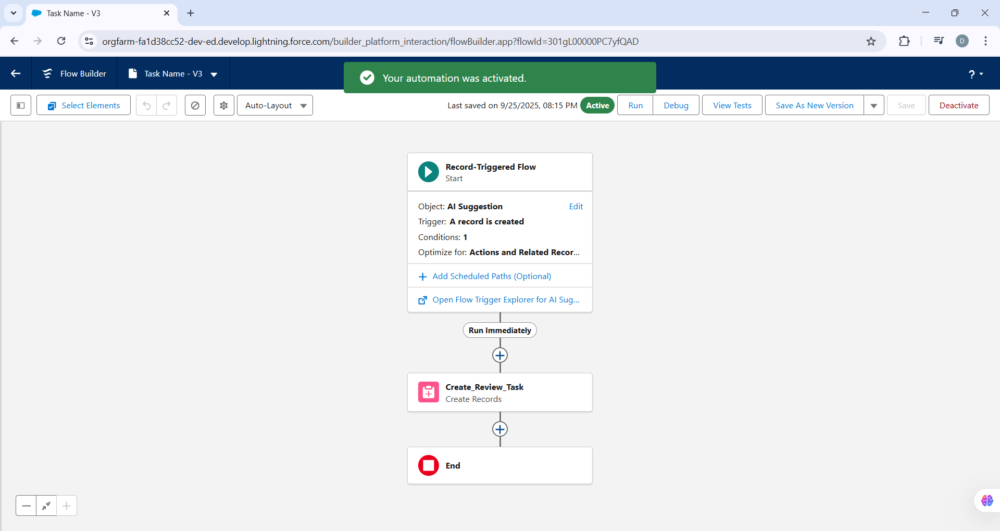 Task Name - V3
orgfarm-fa1d38cc52-dev-ed.develop.lightning.force.com/builder_platform_interaction/flowBuilder.app?flowId=301gL00000PC7yfQAD
D
Flow Builder
Task Name - V3
Your automation was activated.
?
Select Elements
Auto-Layout
Last saved on 9/25/2025, 08:15 PM
Active
Run
Debug
View Tests
Save As New Version
Save
Deactivate
Record-Triggered Flow
Start
Object: AI Suggestion
Edit
Trigger: A record is created
Conditions: 1
Optimize for: Actions and Related Recor...
Add Scheduled Paths (Optional)
Open Flow Trigger Explorer for AI Sug...
Run Immediately
Create_Review_Task
Create Records
End